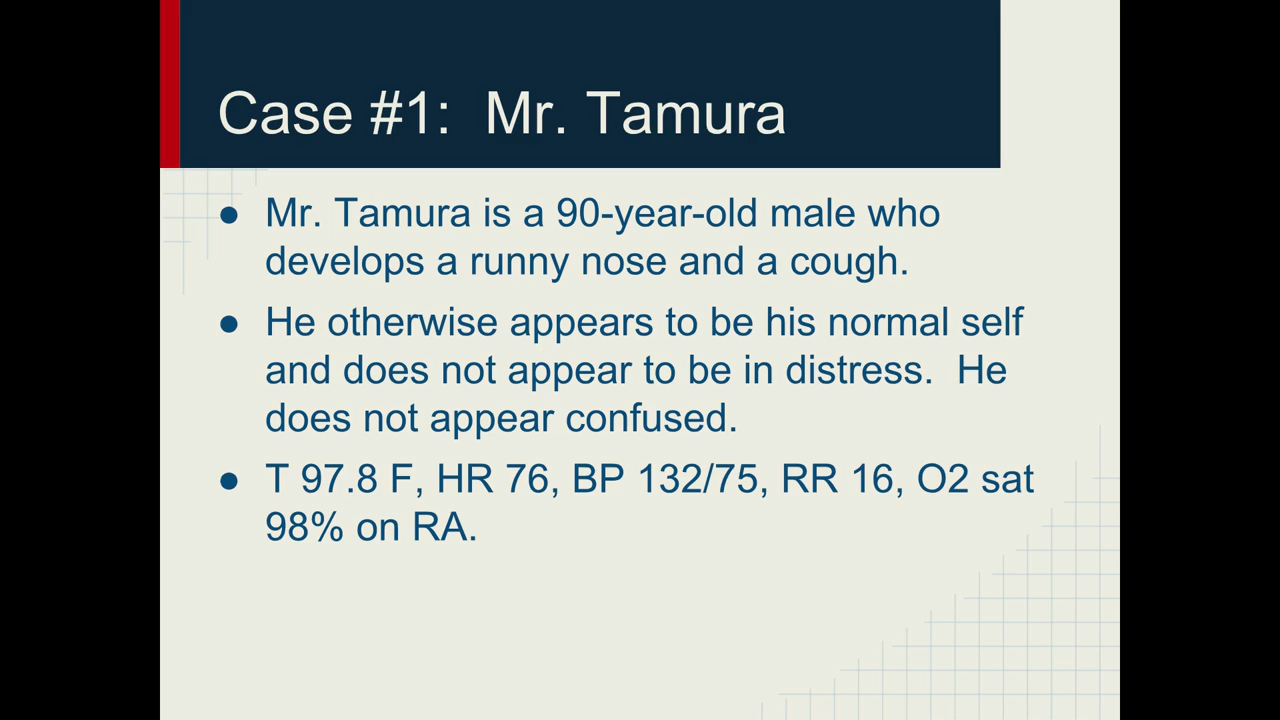 Case #1:  Mr. Tamura
● Mr. Tamura is a 90-year-old male who
develops a runny nose and a cough.
● He otherwise appears to be his normal self
and does not appear to be in distress.  He
does not appear confused.
● T 97.8 F, HR 76, BP 132/75, RR 16, O2 sat
98% on RA.